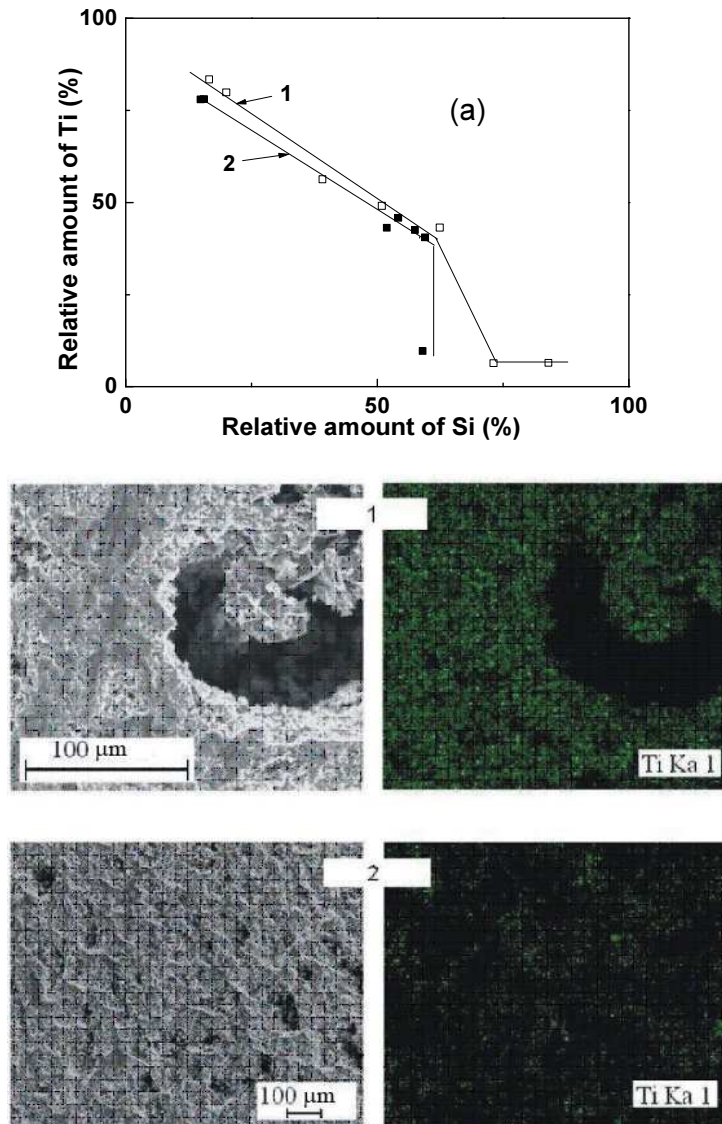 100
50
0
0
50
100
Relative amount of Ti (%)
Relative amount of Si (%)
(a)
1
2
1
100 μm
Ti Ka 1
2
100 μm
Ti Ka 1